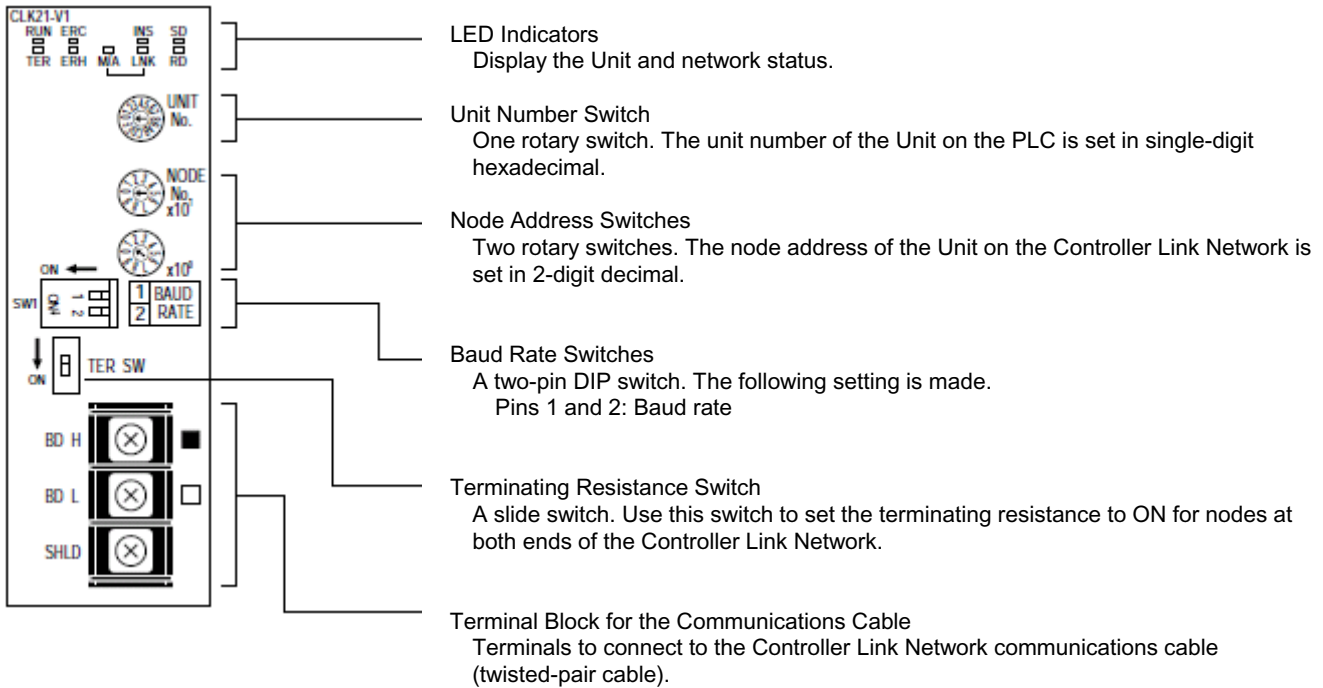 CLK21-V1
RUN ERC INS SD
TER ERH M/A LNK RD
UNIT
No.
NODE
No.
x10¹
x10⁰
ON
SW1
ON
1
2
1 BAUD
2 RATE
ON
TER SW
BD H
BD L
SHLD
LED Indicators
Display the Unit and network status.
Unit Number Switch
One rotary switch. The unit number of the Unit on the PLC is set in single-digit
hexadecimal.
Node Address Switches
Two rotary switches. The node address of the Unit on the Controller Link Network is
set in 2-digit decimal.
Baud Rate Switches
A two-pin DIP switch. The following setting is made.
Pins 1 and 2: Baud rate
Terminating Resistance Switch
A slide switch. Use this switch to set the terminating resistance to ON for nodes at
both ends of the Controller Link Network.
Terminal Block for the Communications Cable
Terminals to connect to the Controller Link Network communications cable
(twisted-pair cable).